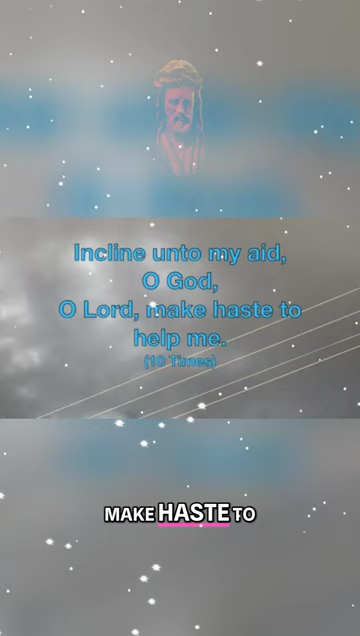 Incline unto my aid,
O God,
O Lord, make haste to
help me.
(10 Times)
MAKE HASTE TO